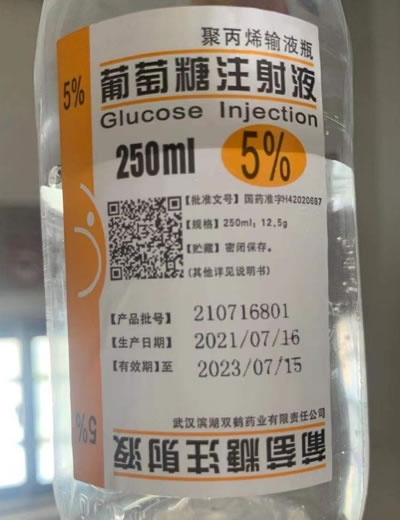 聚丙烯输液瓶
5%
葡萄糖注射液
Glucose Injection
250ml
5%
【批准文号】国药准字H42020687
【规格】250ml:12.5g
【贮藏】密闭保存。
(其他详见说明书)
【产品批号】 210716801
【生产日期】 2021/07/16
【有效期】至 2023/07/15
武汉滨湖双鹤药业有限责任公司
5%
葡萄糖注射液